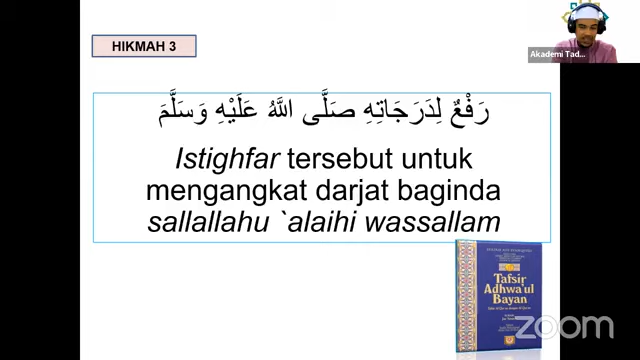 HIKMAH 3
Akademi Tad...
رَفْعٌ لِدَرَجَاتِهِ صَلَّى اللَّهُ عَلَيْهِ وَسَلَّمَ
Istighfar tersebut untuk
mengangkat darjat baginda
sallallahu `alaihi wassallam
Tafsir
Adhwa'ul
Bayan
zoom